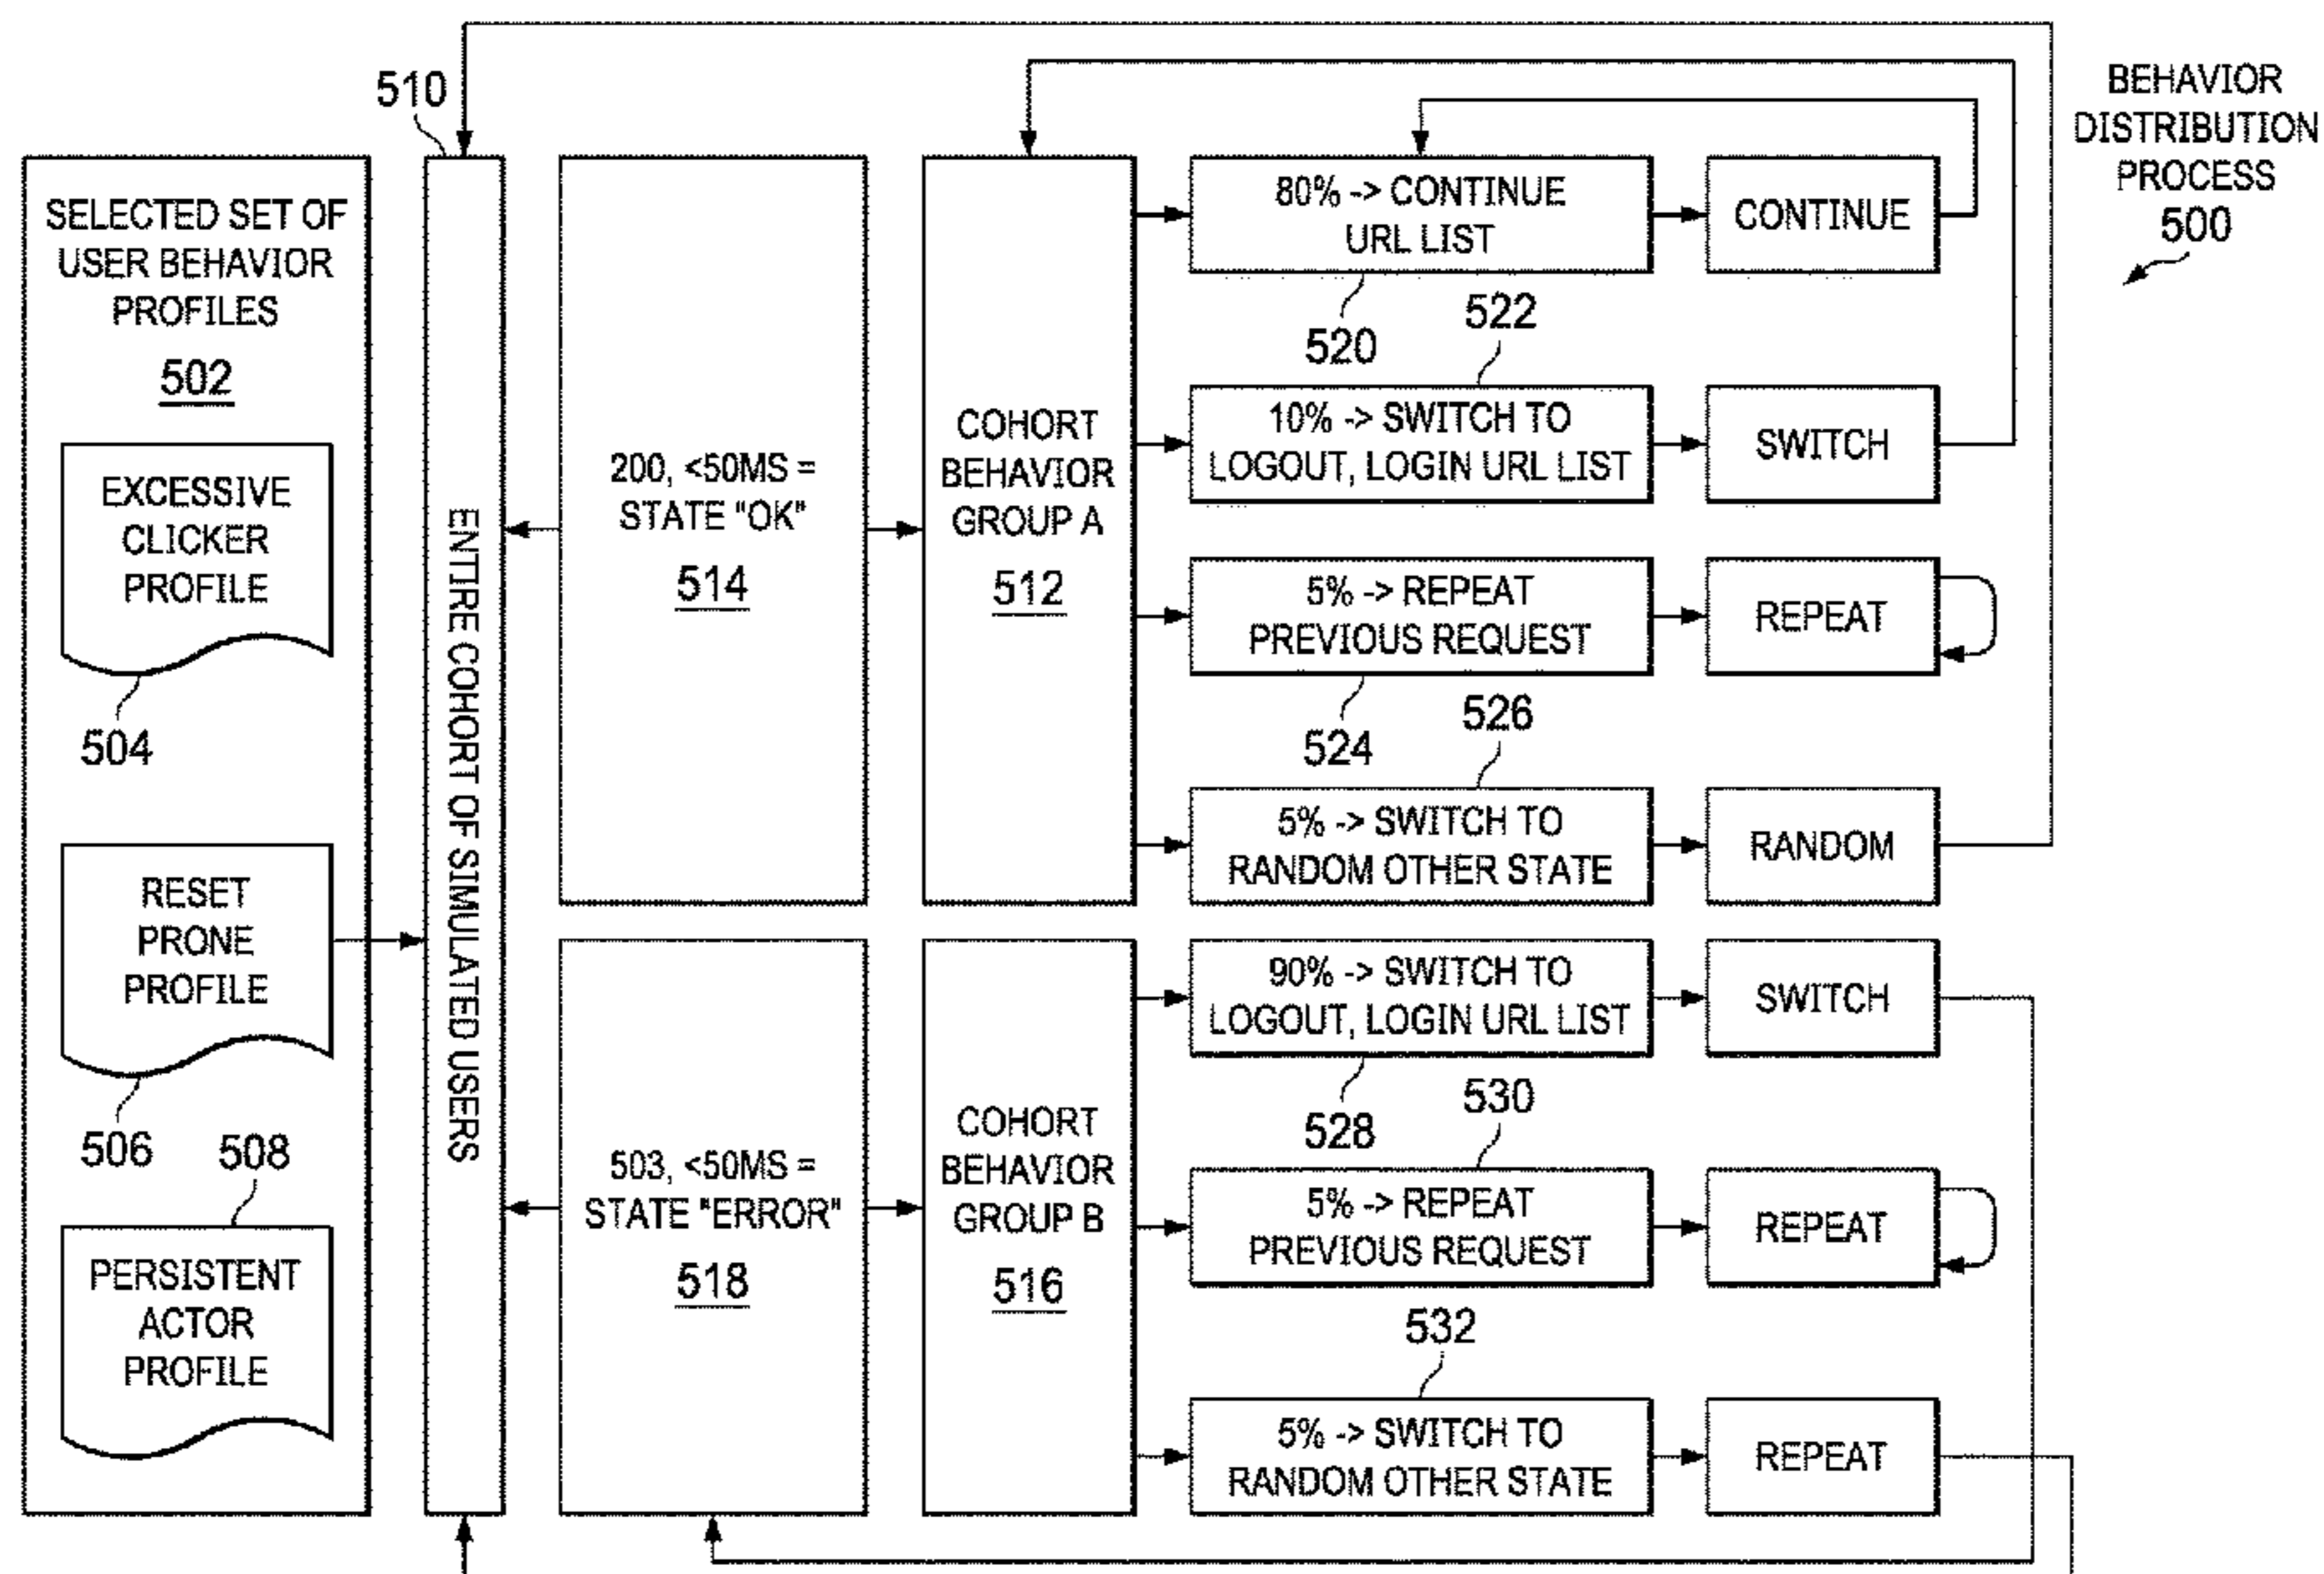 BEHAVIOR
DISTRIBUTION
PROCESS
500
SELECTED SET OF
USER BEHAVIOR
PROFILES
502
EXCESSIVE
CLICKER
PROFILE
504
RESET
PRONE
PROFILE
506
508
PERSISTENT
ACTOR
PROFILE
510
ENTIRE COHORT OF SIMULATED USERS
200, <50MS =
STATE "OK"
514
503, <50MS =
STATE "ERROR"
518
COHORT
BEHAVIOR
GROUP A
512
COHORT
BEHAVIOR
GROUP B
516
80% -> CONTINUE
URL LIST
520
CONTINUE
522
10% -> SWITCH TO
LOGOUT, LOGIN URL LIST
SWITCH
5% -> REPEAT
PREVIOUS REQUEST
524
REPEAT
526
5% -> SWITCH TO
RANDOM OTHER STATE
RANDOM
90% -> SWITCH TO
LOGOUT, LOGIN URL LIST
528
SWITCH
530
5% -> REPEAT
PREVIOUS REQUEST
REPEAT
532
5% -> SWITCH TO
RANDOM OTHER STATE
REPEAT